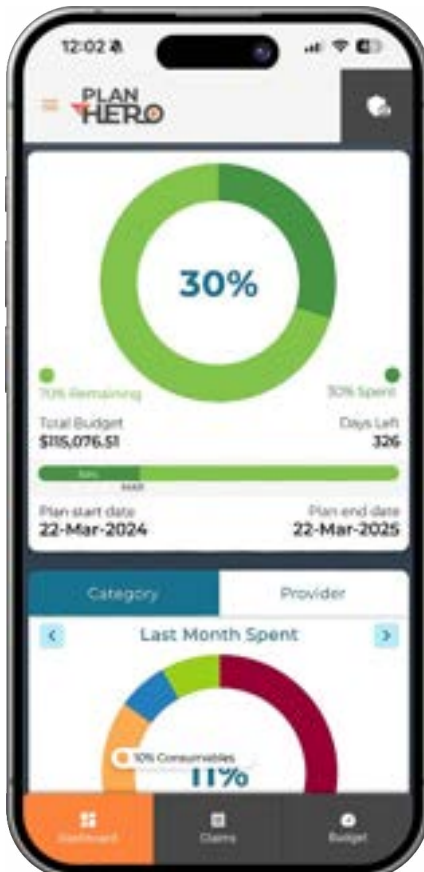 12:02
PLAN
HERO
30%
70% Remaining
30% Spent
Total Budget
Days Left
$115,076.51
326
30%
MAR
Plan start date
Plan end date
22-Mar-2024
22-Mar-2025
Category
Provider
Last Month Spent
10% Consumables
11%
Dashboard
Claims
Budget